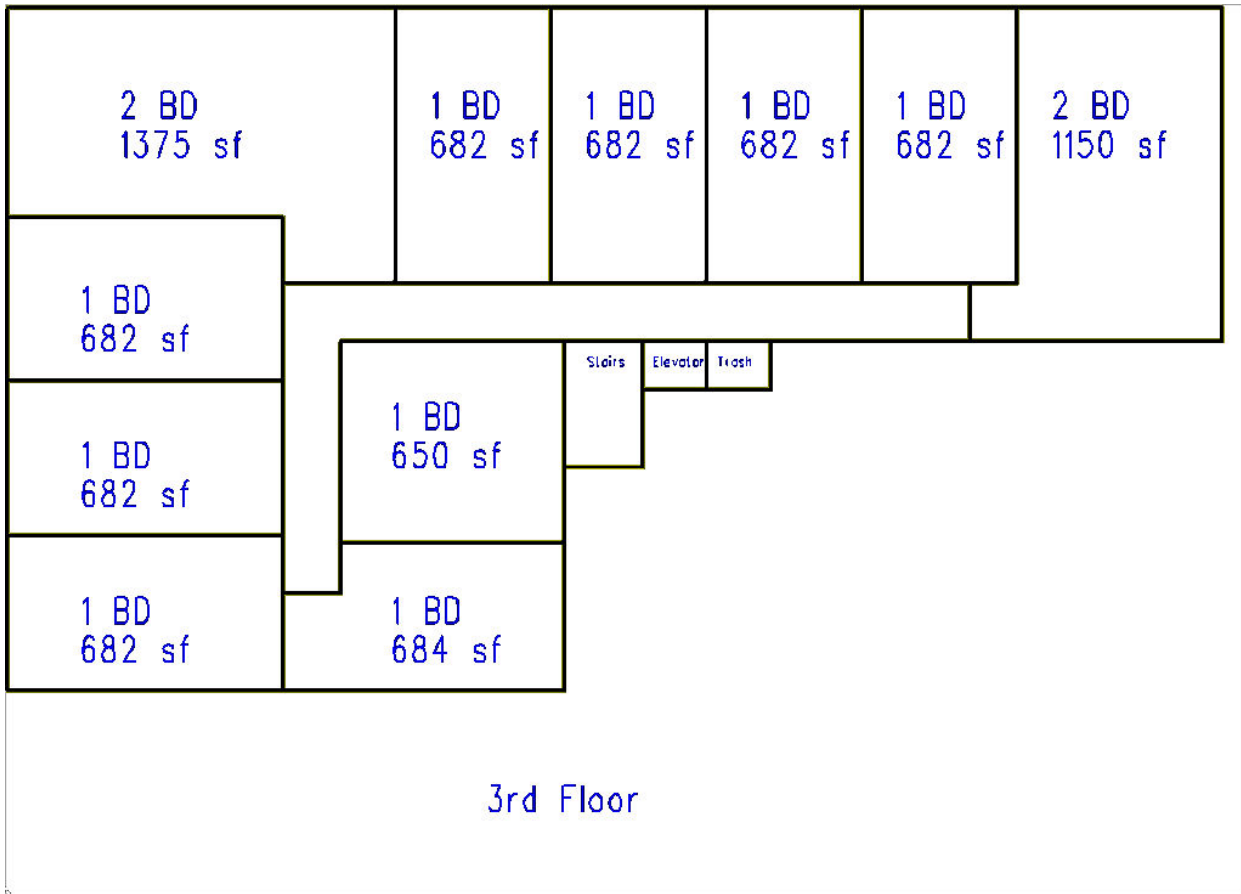 2 BD
1375 sf
1 BD
682 sf
1 BD
682 sf
1 BD
682 sf
1 BD
682 sf
2 BD
1150 sf
1 BD
682 sf
Stairs
Elevator
Trash
1 BD
650 sf
1 BD
682 sf
1 BD
682 sf
1 BD
684 sf
3rd Floor